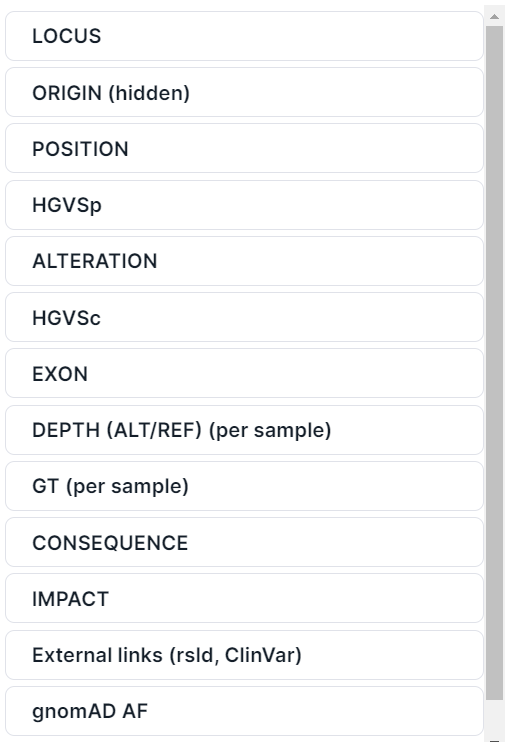 LOCUS
ORIGIN (hidden)
POSITION
HGVSp
ALTERATION
HGVSc
EXON
DEPTH (ALT/REF) (per sample)
GT (per sample)
CONSEQUENCE
IMPACT
External links (rsId, ClinVar)
gnomAD AF